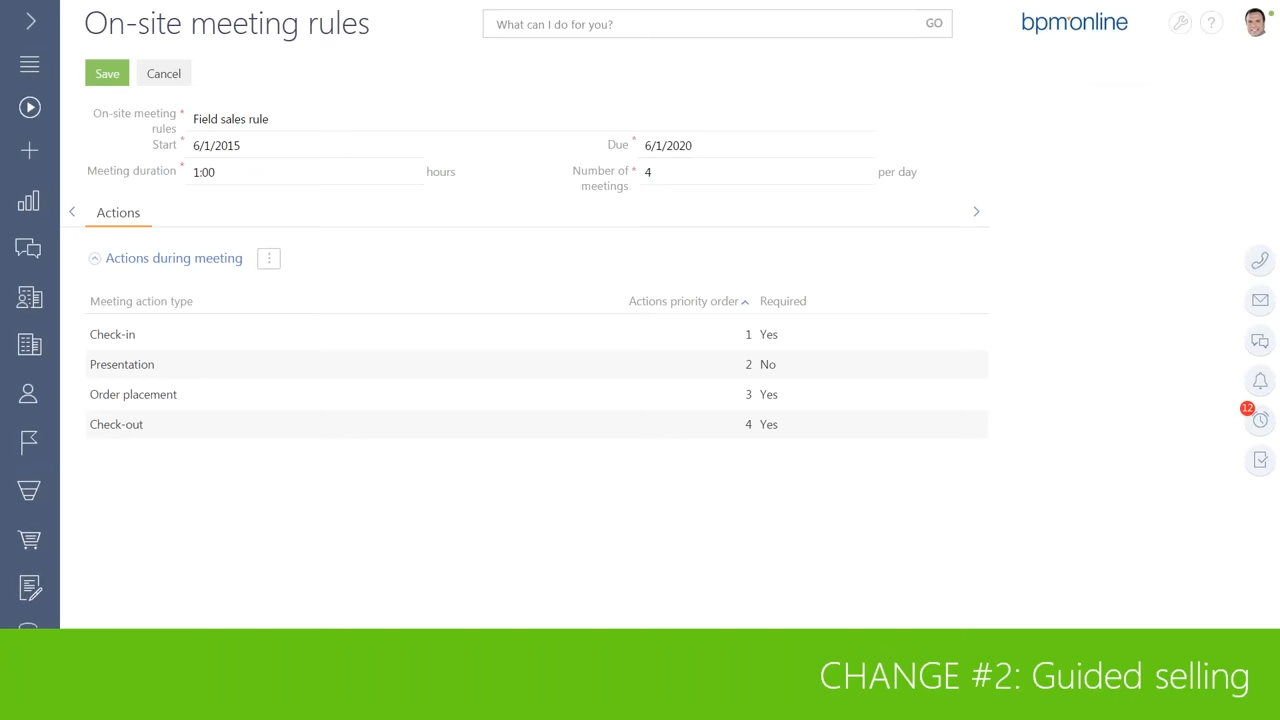 On-site meeting rules
What can I do for you?
GO
bpm'online
Save
Cancel
On-site meeting rules * Field sales rule
Start * 6/1/2015
Due * 6/1/2020
Meeting duration * 1:00 hours
Number of meetings * 4 per day
Actions
Actions during meeting
Meeting action type Actions priority order Required
Check-in 1 Yes
Presentation 2 No
Order placement 3 Yes
Check-out 4 Yes
12
CHANGE #2: Guided selling